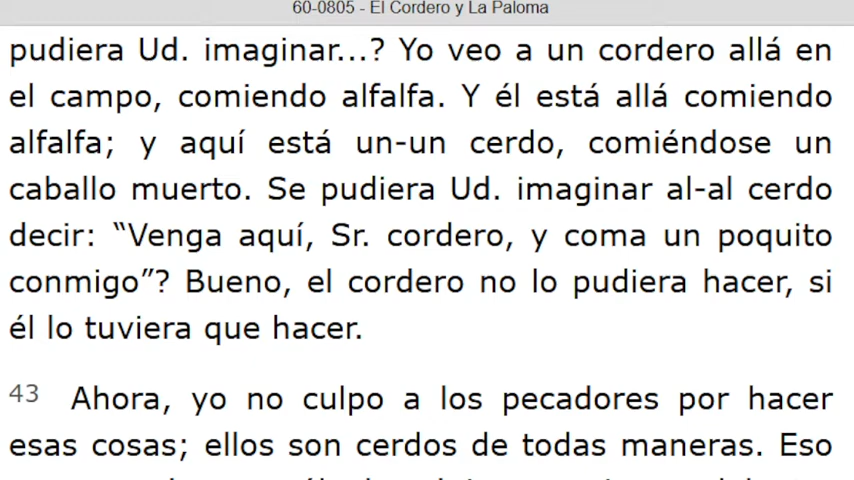 60-0805 - El Cordero y La Paloma
pudiera Ud. imaginar...? Yo veo a un cordero allá en
el campo, comiendo alfalfa. Y él está allá comiendo
alfalfa; y aquí está un-un cerdo, comiéndose un
caballo muerto. Se pudiera Ud. imaginar al-al cerdo
decir: “Venga aquí, Sr. cordero, y coma un poquito
conmigo”? Bueno, el cordero no lo pudiera hacer, si
él lo tuviera que hacer.
43 Ahora, yo no culpo a los pecadores por hacer
esas cosas; ellos son cerdos de todas maneras. Eso